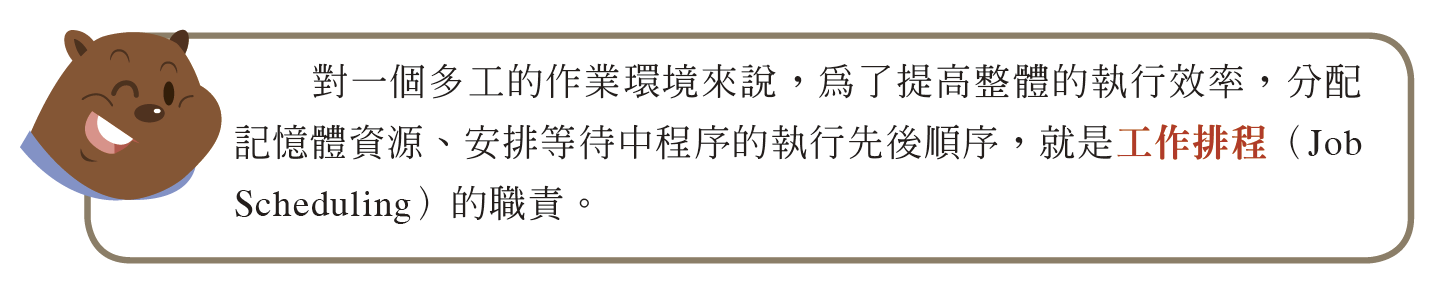 對一個多工的作業環境來說，為了提高整體的執行效率，分配
記憶體資源、安排等待中程序的執行先後順序，就是工作排程（Job
Scheduling）的職責。